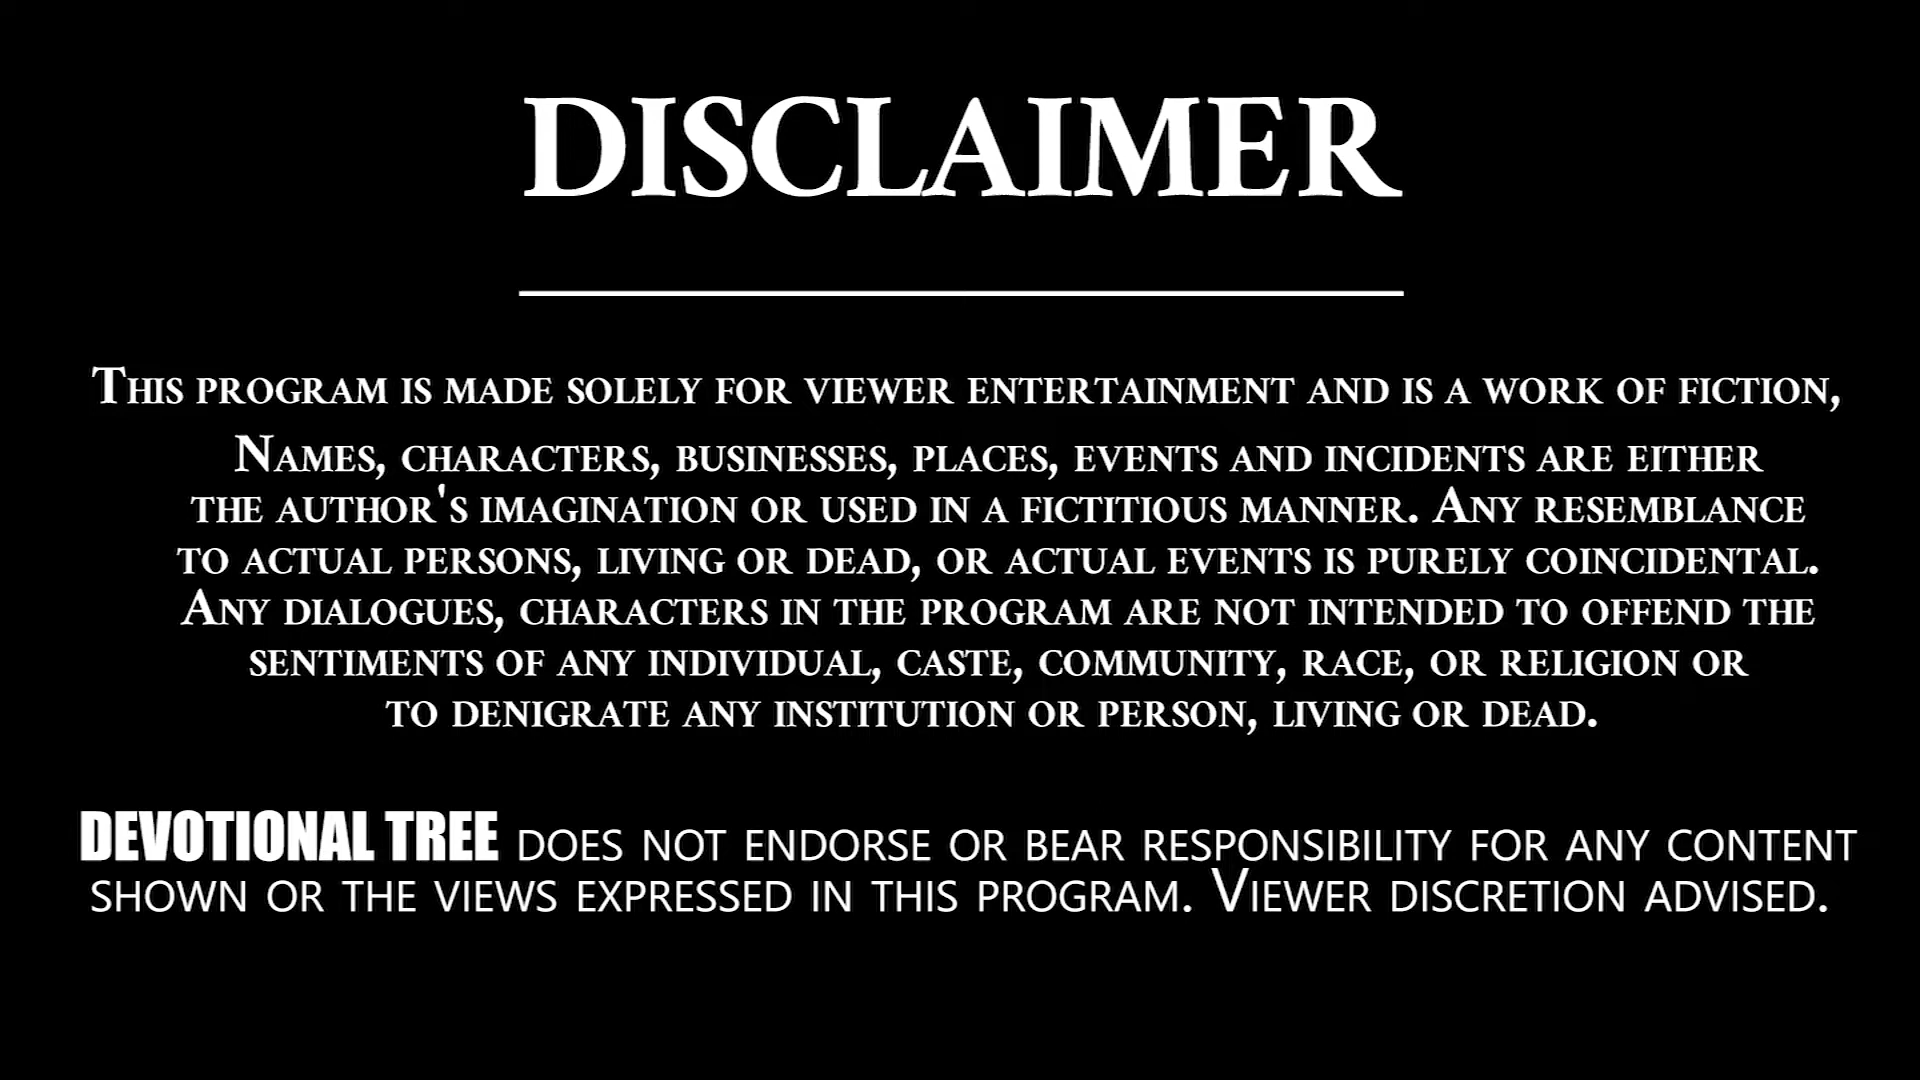 DISCLAIMER
This program is made solely for viewer entertainment and is a work of fiction,
Names, characters, businesses, places, events and incidents are either
the author's imagination or used in a fictitious manner. Any resemblance
to actual persons, living or dead, or actual events is purely coincidental.
Any dialogues, characters in the program are not intended to offend the
sentiments of any individual, caste, community, race, or religion or
to denigrate any institution or person, living or dead.
DEVOTIONAL TREE does not endorse or bear responsibility for any content
shown or the views expressed in this program. Viewer discretion advised.